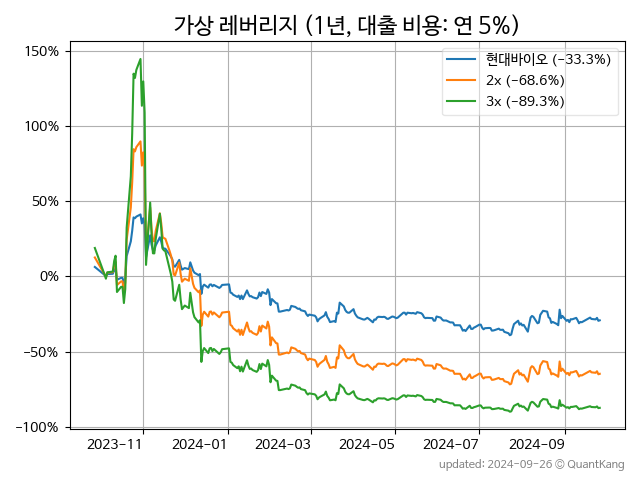 가상 레버리지 (1년, 대출 비용: 연 5%)
150%
100%
50%
0%
−50%
−100%
현대바이오 (-33.3%)
2x (-68.6%)
3x (-89.3%)
2023-11
2024-01
2024-03
2024-05
2024-07
2024-09
updated: 2024-09-26 © QuantKang